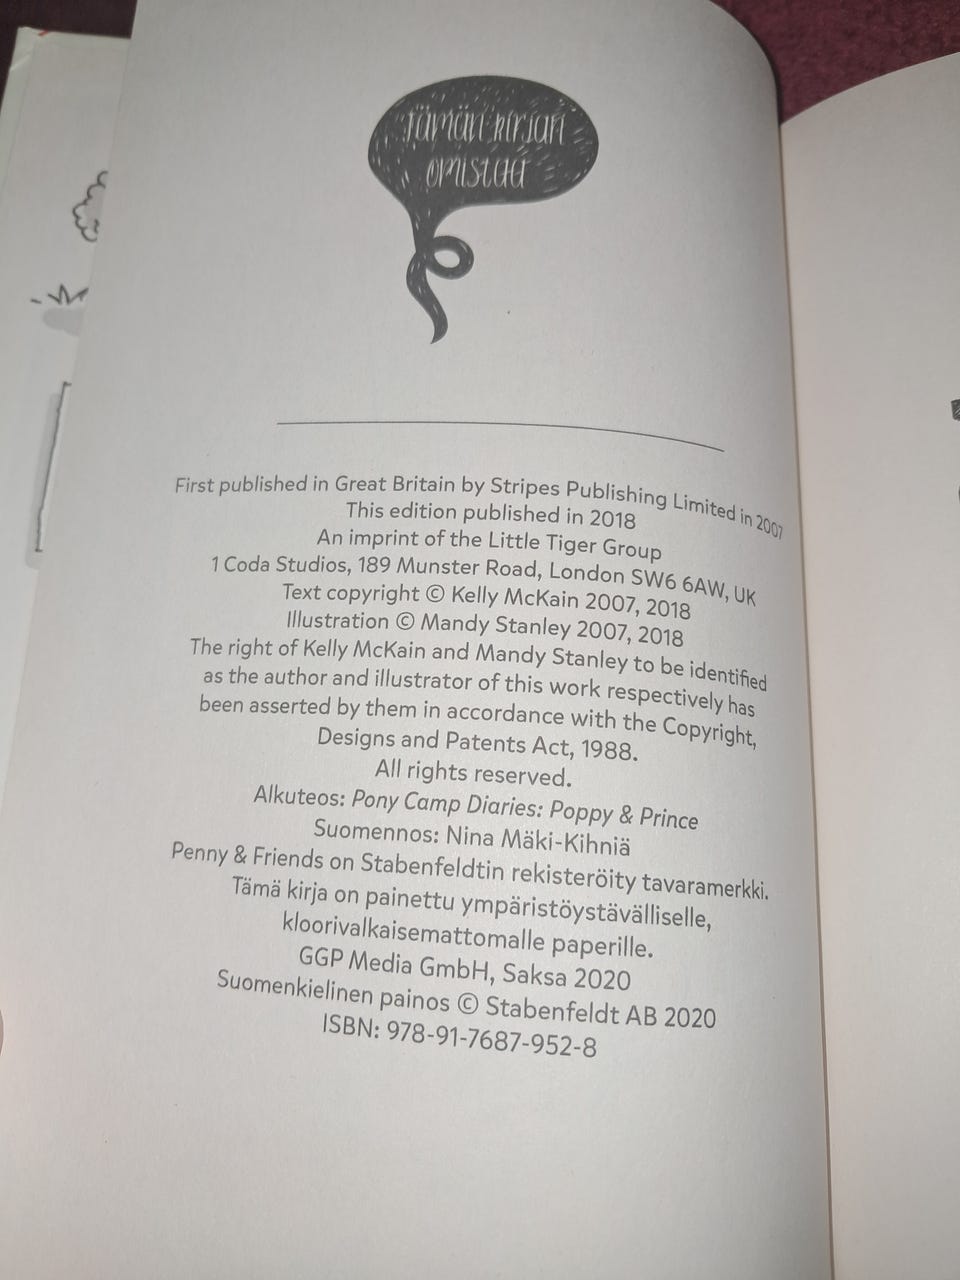 tämän kirjan
omistaa
First published in Great Britain by Stripes Publishing Limited in 2007
This edition published in 2018
An imprint of the Little Tiger Group
1 Coda Studios, 189 Munster Road, London SW6 6AW, UK
Text copyright © Kelly McKain 2007, 2018
Illustration © Mandy Stanley 2007, 2018
The right of Kelly McKain and Mandy Stanley to be identified
as the author and illustrator of this work respectively has
been asserted by them in accordance with the Copyright,
Designs and Patents Act, 1988.
All rights reserved.
Alkuteos: Pony Camp Diaries: Poppy & Prince
Suomennos: Nina Mäki-Kihniä
Penny & Friends on Stabenfeldtin rekisteröity tavaramerkki.
Tämä kirja on painettu ympäristöystävälliselle,
kloorivalkaisemattomalle paperille.
GGP Media GmbH, Saksa 2020
Suomenkielinen painos © Stabenfeldt AB 2020
ISBN: 978-91-7687-952-8